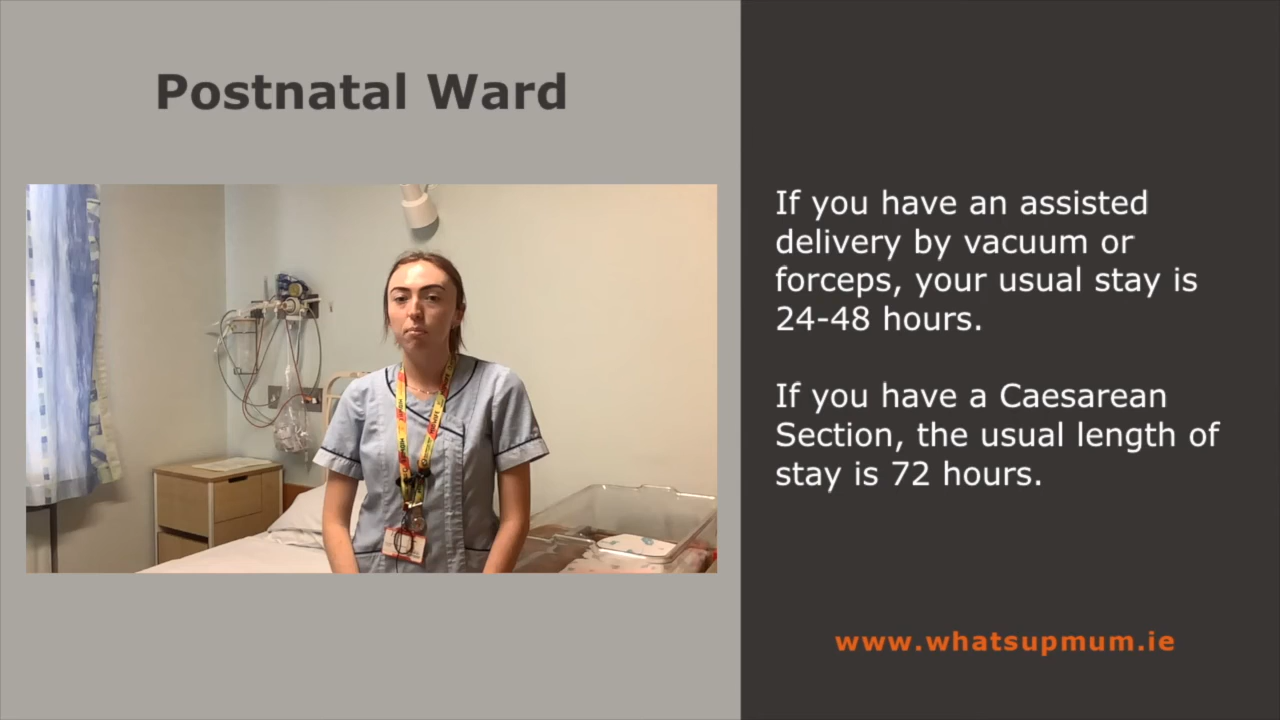 Postnatal Ward
If you have an assisted
delivery by vacuum or
forceps, your usual stay is
24-48 hours.
If you have a Caesarean
Section, the usual length of
stay is 72 hours.
www.whatsupmum.ie